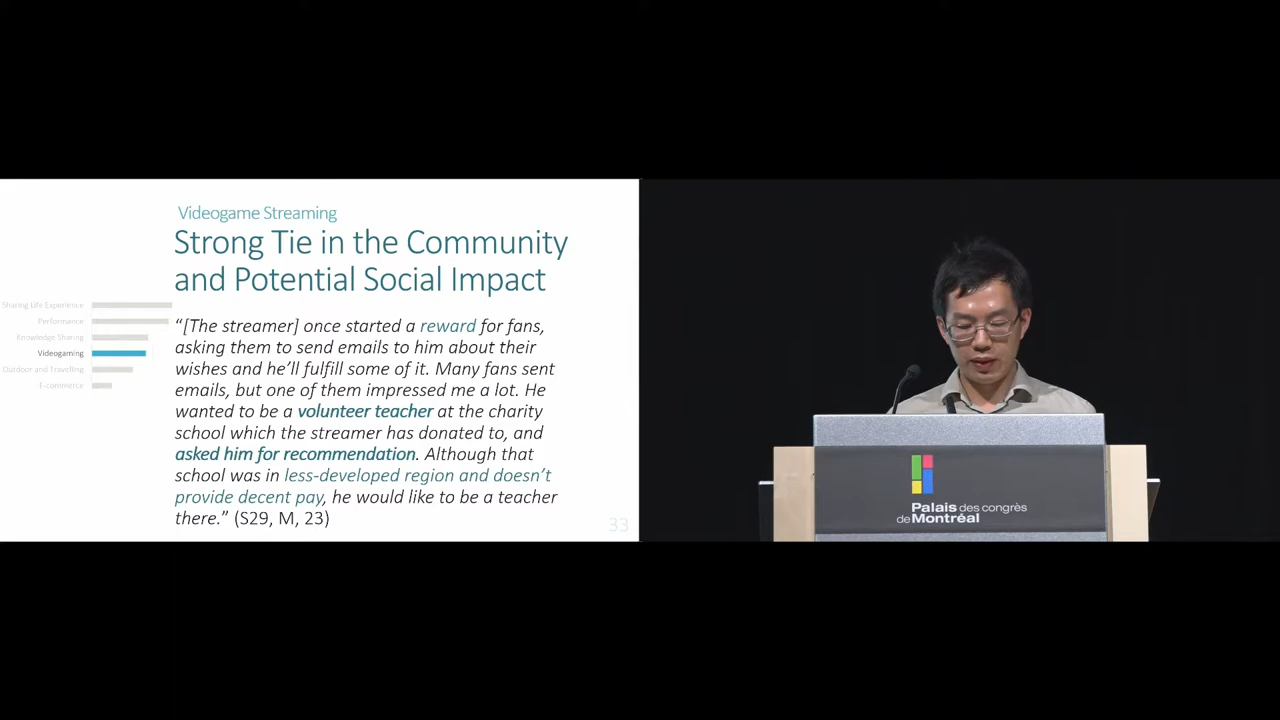 Videogame Streaming
Strong Tie in the Community
and Potential Social Impact
Sharing Life Experience
Performance
Knowledge Sharing
Videogaming
Outdoor and Travelling
E-commerce
“[The streamer] once started a reward for fans,
asking them to send emails to him about their
wishes and he’ll fulfill some of it. Many fans sent
emails, but one of them impressed me a lot. He
wanted to be a volunteer teacher at the charity
school which the streamer has donated to, and
asked him for recommendation. Although that
school was in less-developed region and doesn’t
provide decent pay, he would like to be a teacher
there.” (S29, M, 23)
33
Palais des congrès
de Montréal